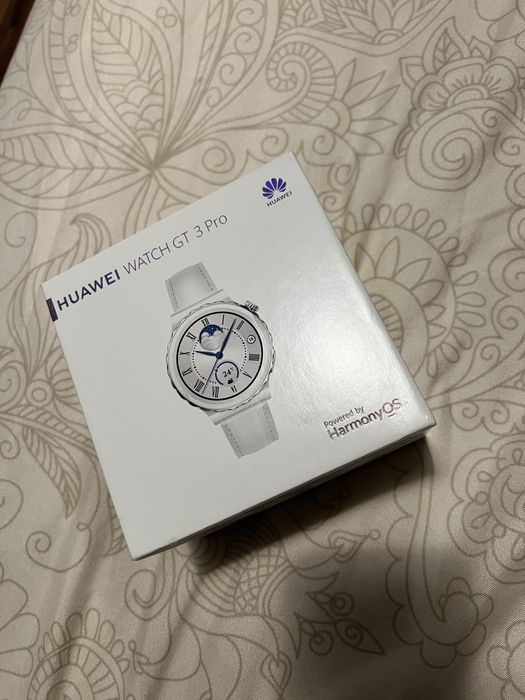 HUAWEI
HUAWEI WATCH GT 3 Pro
24°
Powered by
HarmonyOS